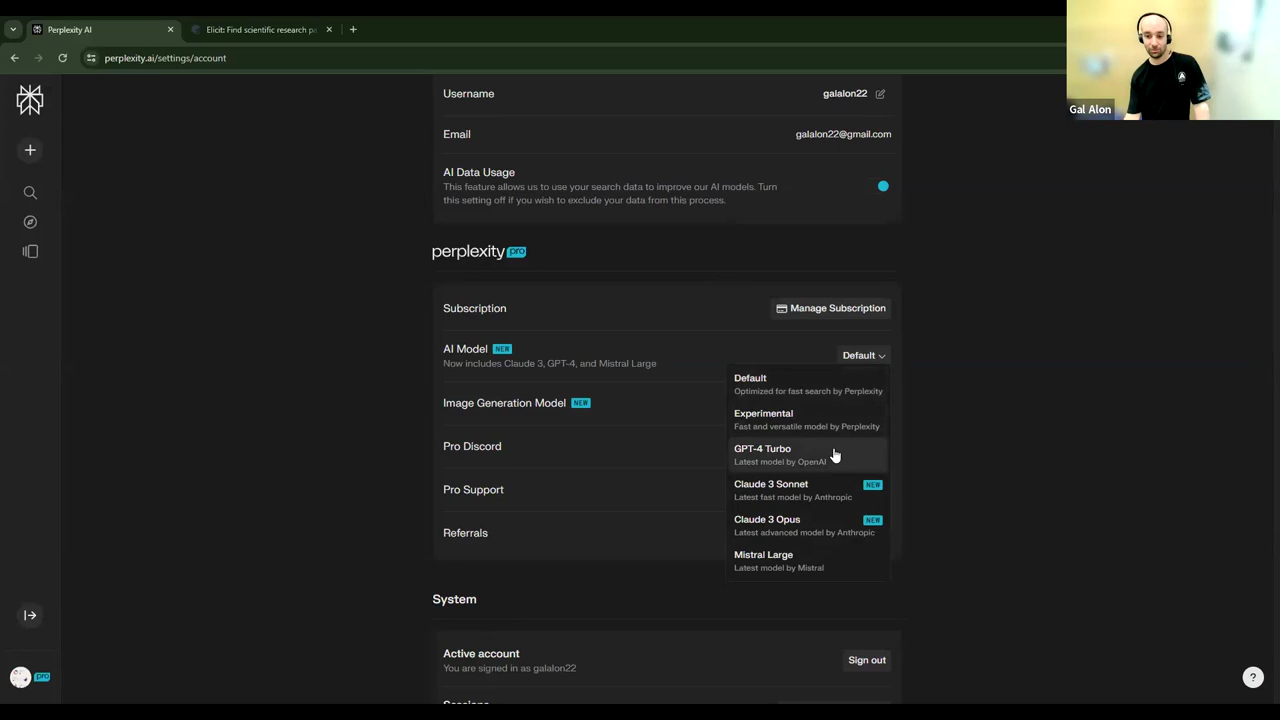 Perplexity AI
Elicit: Find scientific research pa
perplexity.ai/settings/account
Gal Alon
Username
galalon22
Email
galalon22@gmail.com
AI Data Usage
This feature allows us to use your search data to improve our AI models. Turn
this setting off if you wish to exclude your data from this process.
perplexity pro
Subscription
Manage Subscription
AI Model NEW
Now includes Claude 3, GPT-4, and Mistral Large
Default
Default
Optimized for fast search by Perplexity
Experimental
Fast and versatile model by Perplexity
GPT-4 Turbo
Latest model by OpenAI
Claude 3 Sonnet NEW
Latest fast model by Anthropic
Claude 3 Opus NEW
Latest advanced model by Anthropic
Mistral Large
Latest model by Mistral
Image Generation Model NEW
Pro Discord
Pro Support
Referrals
System
Active account
You are signed in as galalon22
Sign out
Sessions
pro
?